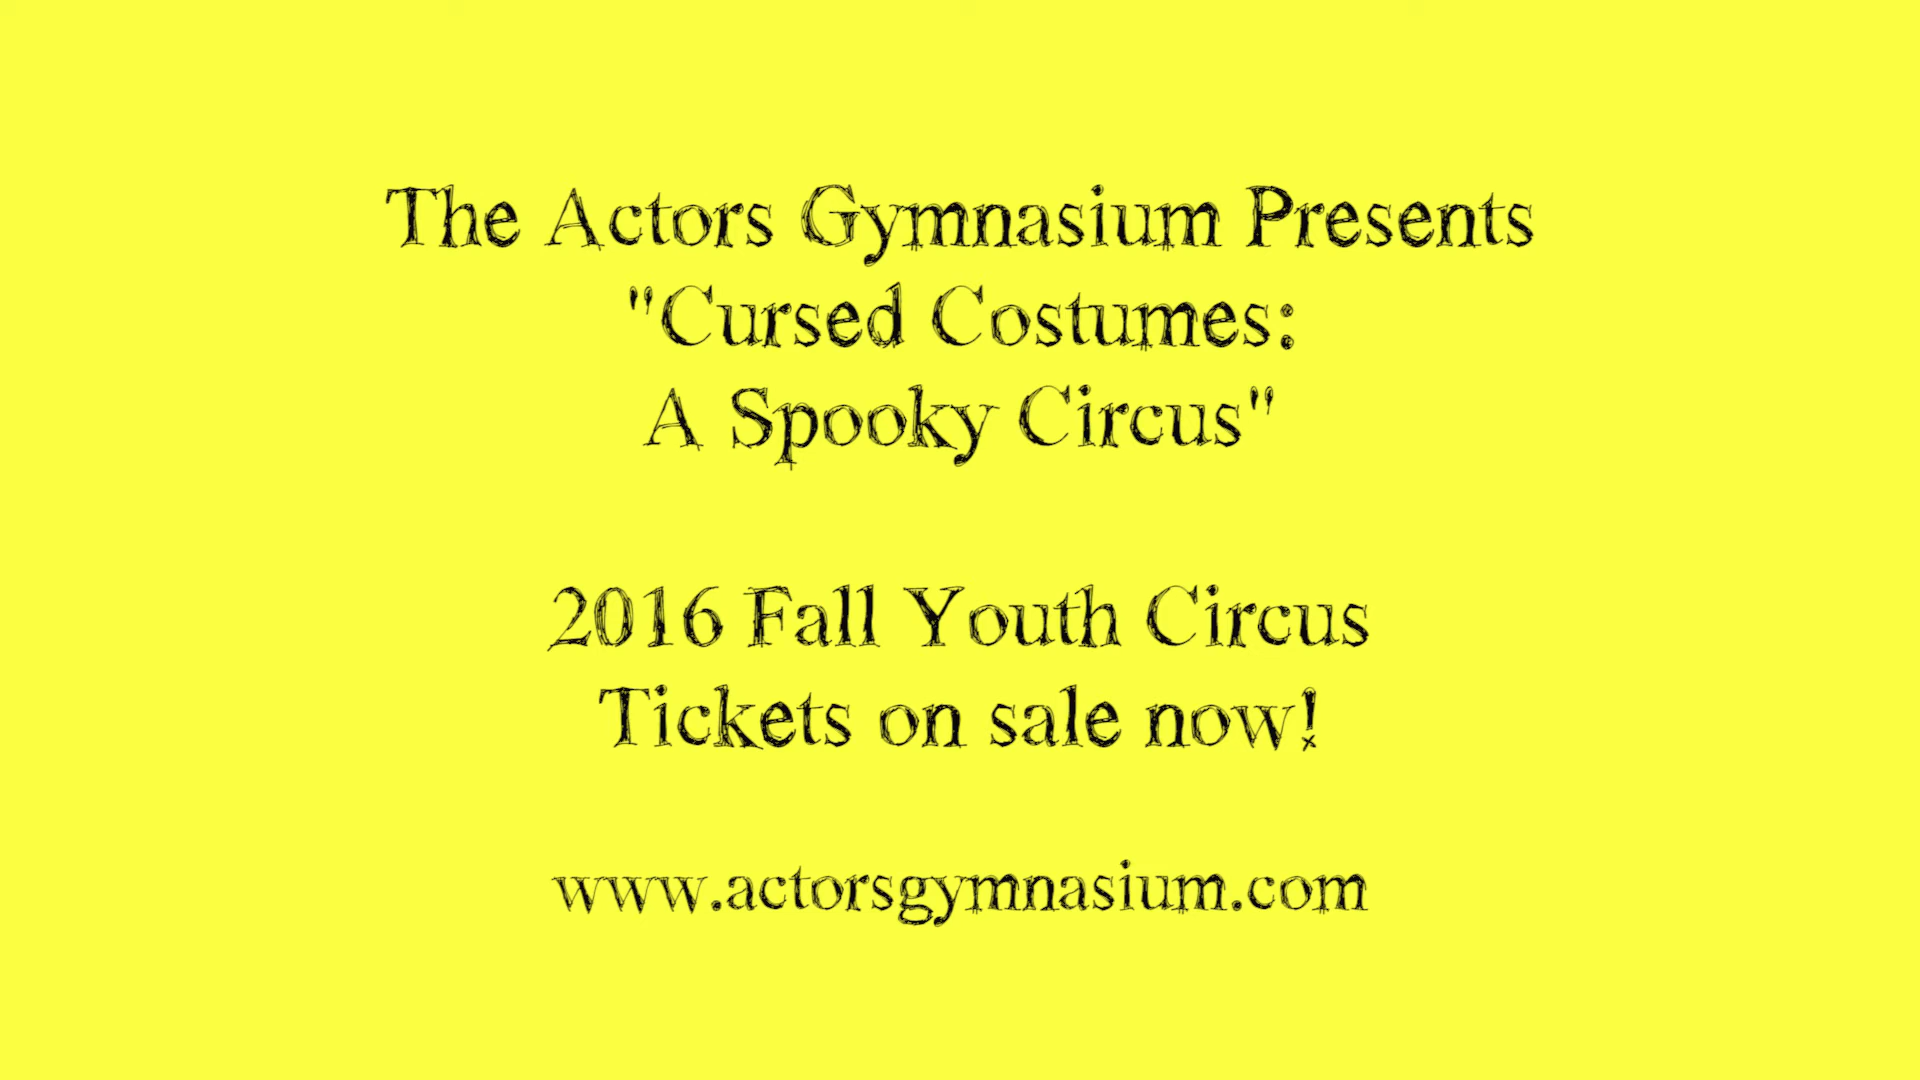 The Actors Gymnasium Presents
"Cursed Costumes:
A Spooky Circus"
2016 Fall Youth Circus
Tickets on sale now!
www.actorsgymnasium.com